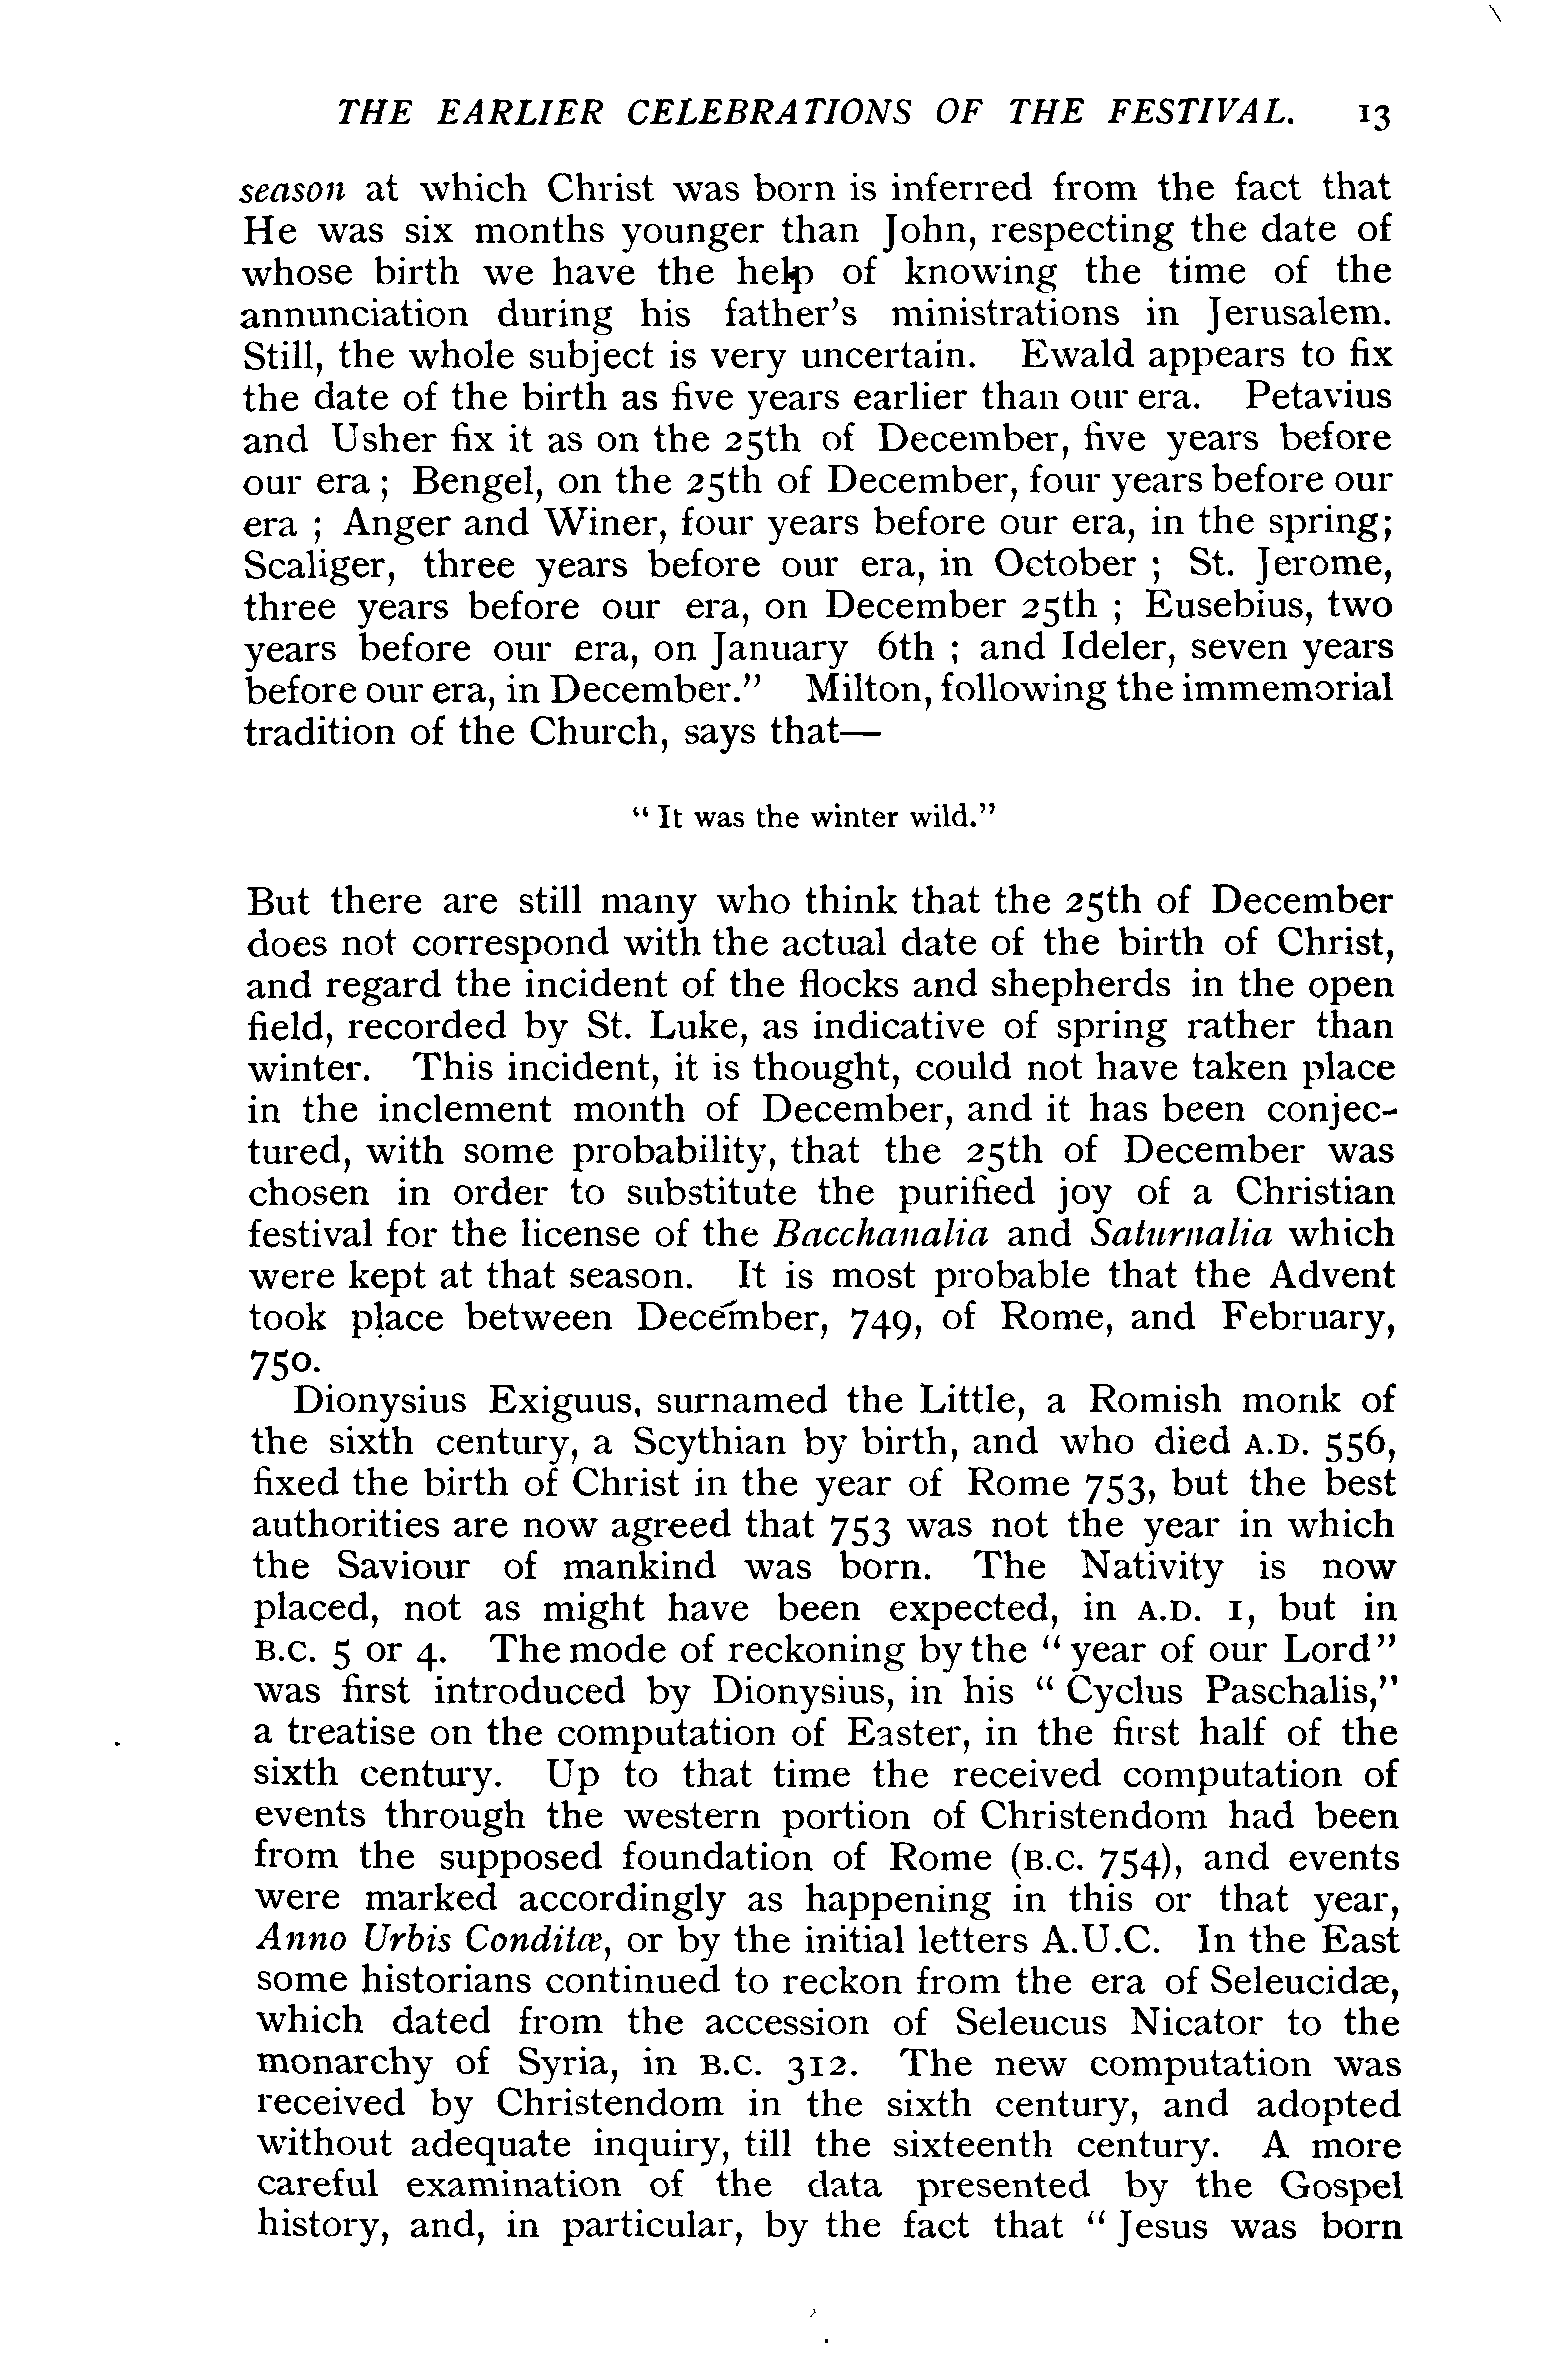 THE EARLIER CELEBRATIONS OF THE FESTIVAL. 13
season at which Christ was born is inferred from the fact that
He was six months younger than John, respecting the date of
whose birth we have the help of knowing the time of the
annunciation during his father's ministrations in Jerusalem.
Still, the whole subject is very uncertain. Ewald appears to fix
the date of the birth as five years earlier than our era. Petavius
and Usher fix it as on the 25th of December, five years before
our era ; Bengel, on the 25th of December, four years before our
era ; Anger and Winer, four years before our era, in the spring;
Scaliger, three years before our era, in October ; St. Jerome,
three years before our era, on December 25th ; Eusebius, two
years before our era, on January 6th ; and Ideler, seven years
before our era, in December.” Milton, following the immemorial
tradition of the Church, says that—
“ It was the winter wild.”
But there are still many who think that the 25th of December
does not correspond with the actual date of the birth of Christ,
and regard the incident of the flocks and shepherds in the open
field, recorded by St. Luke, as indicative of spring rather than
winter. This incident, it is thought, could not have taken place
in the inclement month of December, and it has been conjec-
tured, with some probability, that the 25th of December was
chosen in order to substitute the purified joy of a Christian
festival for the license of the Bacchanalia and Saturnalia which
were kept at that season. It is most probable that the Advent
took place between December, 749, of Rome, and February,
750.
Dionysius Exiguus, surnamed the Little, a Romish monk of
the sixth century, a Scythian by birth, and who died A.D. 556,
fixed the birth of Christ in the year of Rome 753, but the best
authorities are now agreed that 753 was not the year in which
the Saviour of mankind was born. The Nativity is now
placed, not as might have been expected, in A.D. 1, but in
B.C. 5 or 4. The mode of reckoning by the “ year of our Lord”
was first introduced by Dionysius, in his “ Cyclus Paschalis,”
a treatise on the computation of Easter, in the first half of the
sixth century. Up to that time the received computation of
events through the western portion of Christendom had been
from the supposed foundation of Rome (B.C. 754), and events
were marked accordingly as happening in this or that year,
Anno Urbis Conditæ, or by the initial letters A.U.C. In the East
some historians continued to reckon from the era of Seleucidæ,
which dated from the accession of Seleucus Nicator to the
monarchy of Syria, in B.C. 312. The new computation was
received by Christendom in the sixth century, and adopted
without adequate inquiry, till the sixteenth century. A more
careful examination of the data presented by the Gospel
history, and, in particular, by the fact that “ Jesus was born